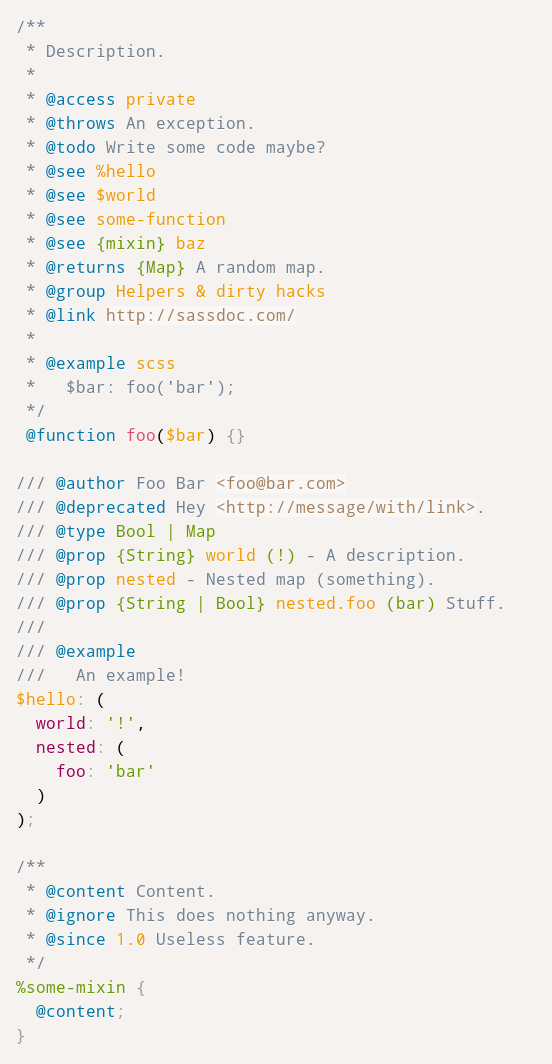 /**
 * Description.
 *
 * @access private
 * @throws An exception.
 * @todo Write some code maybe?
 * @see %hello
 * @see $world
 * @see some-function
 * @see {mixin} baz
 * @returns {Map} A random map.
 * @group Helpers & dirty hacks
 * @link http://sassdoc.com/
 *
 * @example scss
 *   $bar: foo('bar');
 */
 @function foo($bar) {}

/// @author Foo Bar <foo@bar.com>
/// @deprecated Hey <http://message/with/link>.
/// @type Bool | Map
/// @prop {String} world (!) - A description.
/// @prop nested - Nested map (something).
/// @prop {String | Bool} nested.foo (bar) Stuff.
///
/// @example
///   An example!
$hello: (
  world: '!',
  nested: (
    foo: 'bar'
  )
);

/**
 * @content Content.
 * @ignore This does nothing anyway.
 * @since 1.0 Useless feature.
 */
%some-mixin {
  @content;
}